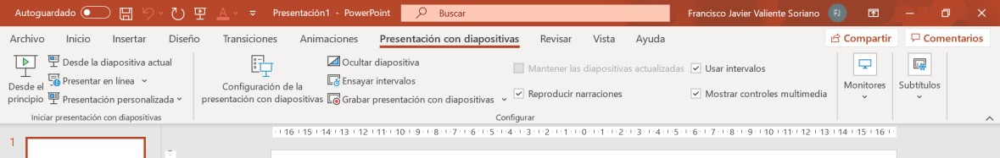 Autoguardado Presentación1 - PowerPoint Buscar Francisco Javier Valiente Soriano FJ
Archivo Inicio Insertar Diseño Transiciones Animaciones Presentación con diapositivas Revisar Vista Ayuda Compartir Comentarios
Desde el principio
Desde la diapositiva actual
Presentar en línea
Presentación personalizada
Iniciar presentación con diapositivas
Configuración de la
presentación con diapositivas
Ocultar diapositiva
Ensayar intervalos
Grabar presentación con diapositivas
Mantener las diapositivas actualizadas
Reproducir narraciones
Usar intervalos
Mostrar controles multimedia
Configurar
Monitores
Subtítulos
1
16 15 14 13 12 11 10 9 8 7 6 5 4 3 2 1 0 1 2 3 4 5 6 7 8 9 10 11 12 13 14 15 16